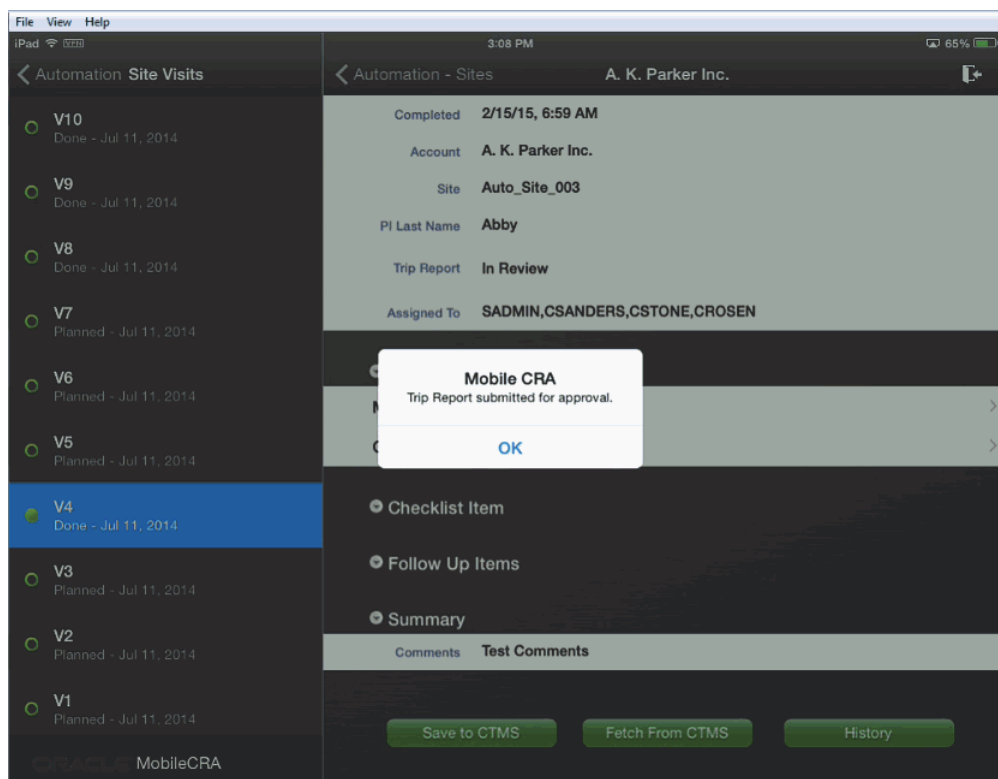 File View Help
iPad VPN 3:08 PM 65%
Automation Site Visits
Automation - Sites A. K. Parker Inc.
V10
Done - Jul 11, 2014
V9
Done - Jul 11, 2014
V8
Done - Jul 11, 2014
V7
Planned - Jul 11, 2014
V6
Planned - Jul 11, 2014
V5
Planned - Jul 11, 2014
V4
Done - Jul 11, 2014
V3
Planned - Jul 11, 2014
V2
Planned - Jul 11, 2014
V1
Planned - Jul 11, 2014
ORACLE MobileCRA
Completed 2/15/15, 6:59 AM
Account A. K. Parker Inc.
Site Auto_Site_003
PI Last Name Abby
Trip Report In Review
Assigned To SADMIN,CSANDERS,CSTONE,CROSEN
Mobile CRA
Trip Report submitted for approval.
OK
Checklist Item
Follow Up Items
Summary
Comments Test Comments
Save to CTMS Fetch From CTMS History